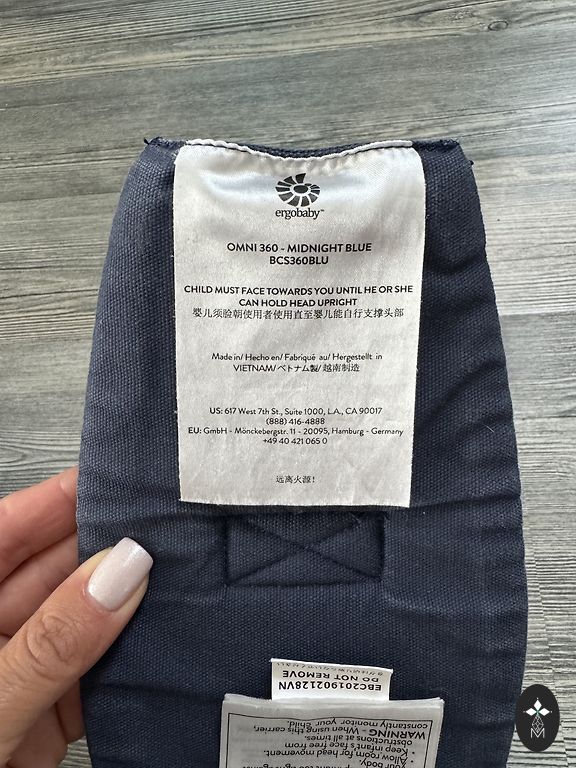 ergobaby™
OMNI 360 - MIDNIGHT BLUE
BCS360BLU
CHILD MUST FACE TOWARDS YOU UNTIL HE OR SHE
CAN HOLD HEAD UPRIGHT
婴儿须脸朝使用者使用直至婴儿能自行支撑头部
Made in/ Hecho en/ Fabriqué au/ Hergestellt in
VIETNAM/ ベトナム製/ 越南制造
US: 617 West 7th St., Suite 1000, L.A., CA 90017
(888) 416-4888
EU: GmbH - Mönckebergstr. 11 - 20095, Hamburg - Germany
+49 40 421 065 0
远离火源!
EBC201902128VN
DO NOT REMOVE
your body.
• Allow room for head movement.
• Keep infant's face free from
obstructions at all times.
WARNING - When using this carrier,
constantly monitor your child.
M